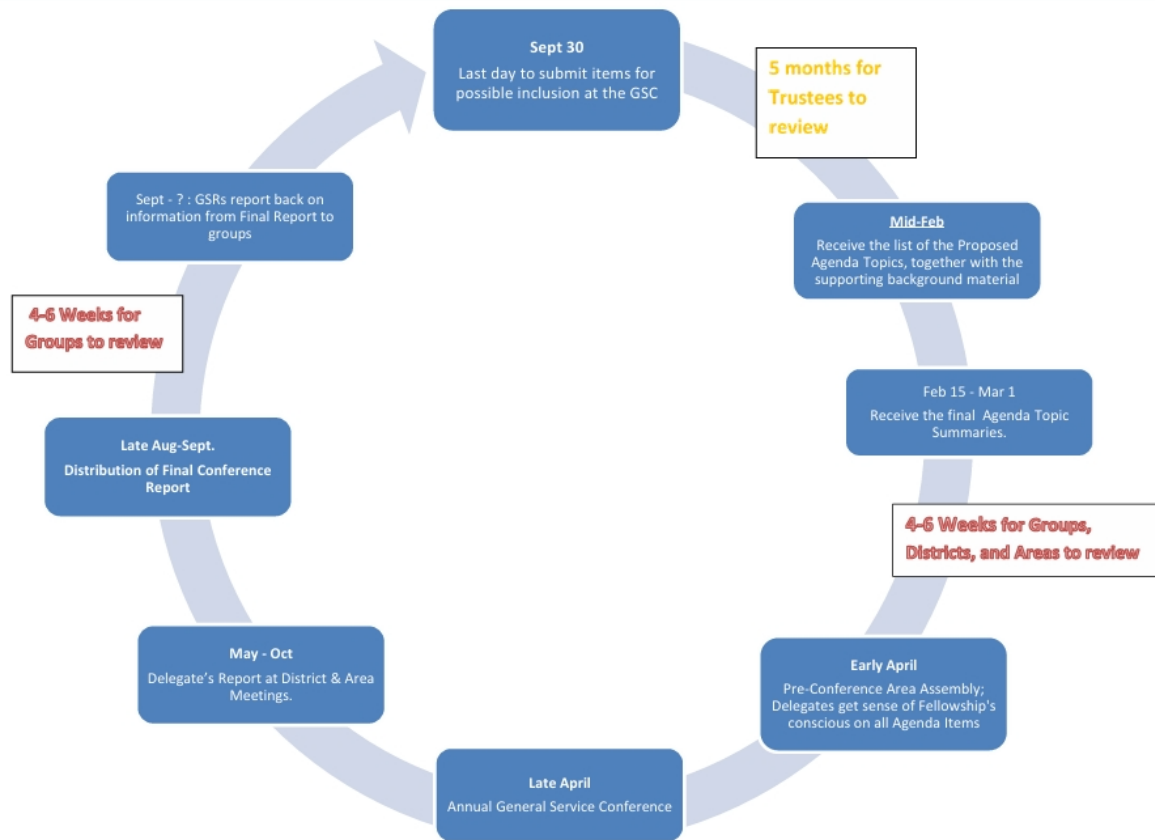 Sept 30
Last day to submit items for
possible inclusion at the GSC
5 months for
Trustees to
review
Mid-Feb
Receive the list of the Proposed
Agenda Topics, together with the
supporting background material
Feb 15 - Mar 1
Receive the final Agenda Topic
Summaries.
4-6 Weeks for Groups,
Districts, and Areas to review
Early April
Pre-Conference Area Assembly;
Delegates get sense of Fellowship's
conscious on all Agenda Items
Late April
Annual General Service Conference
May - Oct
Delegate's Report at District & Area
Meetings.
Late Aug-Sept.
Distribution of Final Conference
Report
4-6 Weeks for
Groups to review
Sept - ? : GSRs report back on
information from Final Report to
groups